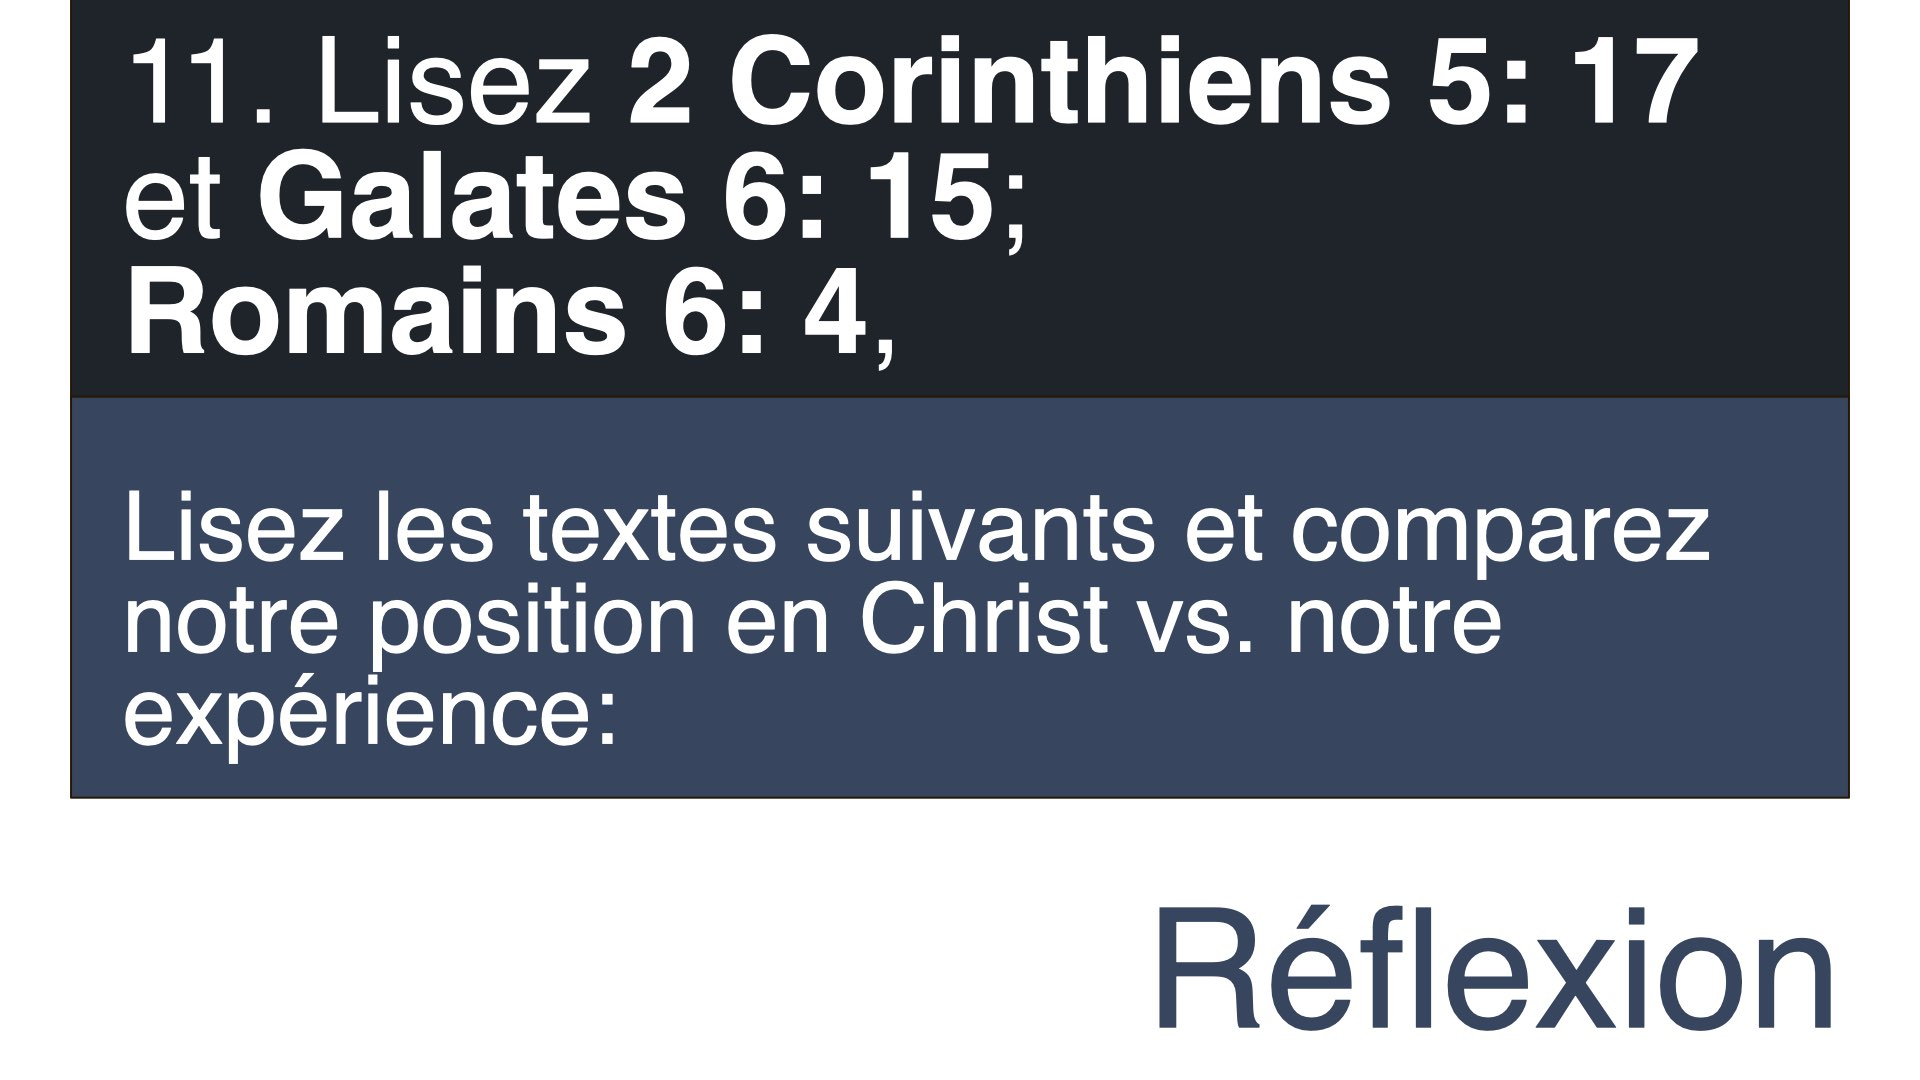 11. Lisez 2 Corinthiens 5: 17
et Galates 6: 15;
Romains 6: 4,
Lisez les textes suivants et comparez
notre position en Christ vs. notre
expérience:
Réflexion